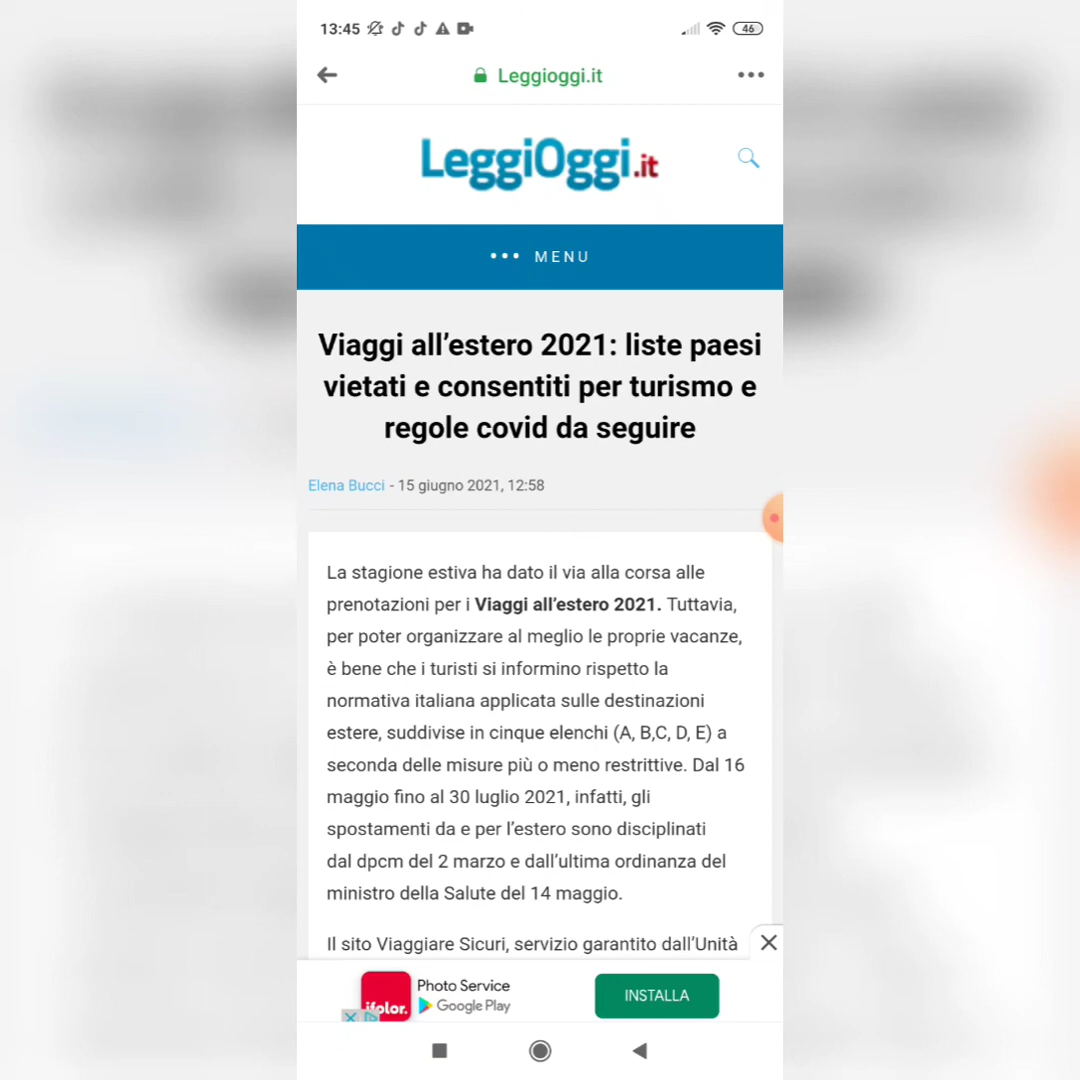 13:45
46
Leggioggi.it
LeggiOggi.it
MENU
Viaggi all’estero 2021: liste paesi
vietati e consentiti per turismo e
regole covid da seguire
Elena Bucci - 15 giugno 2021, 12:58
La stagione estiva ha dato il via alla corsa alle
prenotazioni per i Viaggi all’estero 2021. Tuttavia,
per poter organizzare al meglio le proprie vacanze,
è bene che i turisti si informino rispetto la
normativa italiana applicata sulle destinazioni
estere, suddivise in cinque elenchi (A, B,C, D, E) a
seconda delle misure più o meno restrittive. Dal 16
maggio fino al 30 luglio 2021, infatti, gli
spostamenti da e per l’estero sono disciplinati
dal dpcm del 2 marzo e dall’ultima ordinanza del
ministro della Salute del 14 maggio.
Il sito Viaggiare Sicuri, servizio garantito dall’Unità
ifolor.
Photo Service
Google Play
INSTALLA